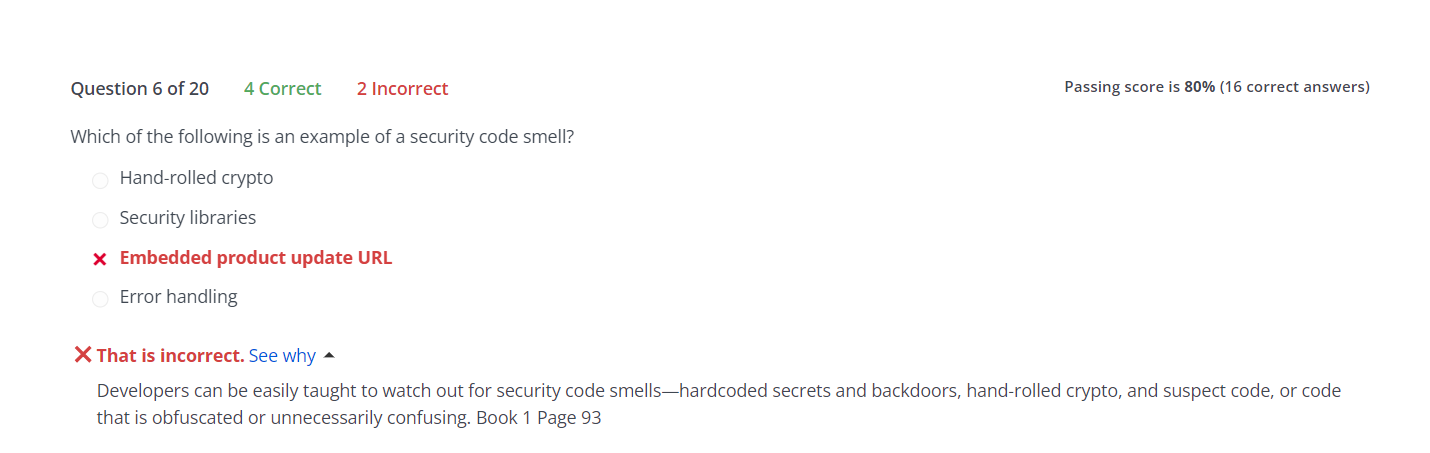 Question 6 of 20 4 Correct 2 Incorrect Passing score is 80% (16 correct answers)
Which of the following is an example of a security code smell?
Hand-rolled crypto
Security libraries
Embedded product update URL
Error handling
That is incorrect. See why
Developers can be easily taught to watch out for security code smells—hardcoded secrets and backdoors, hand-rolled crypto, and suspect code, or code
that is obfuscated or unnecessarily confusing. Book 1 Page 93